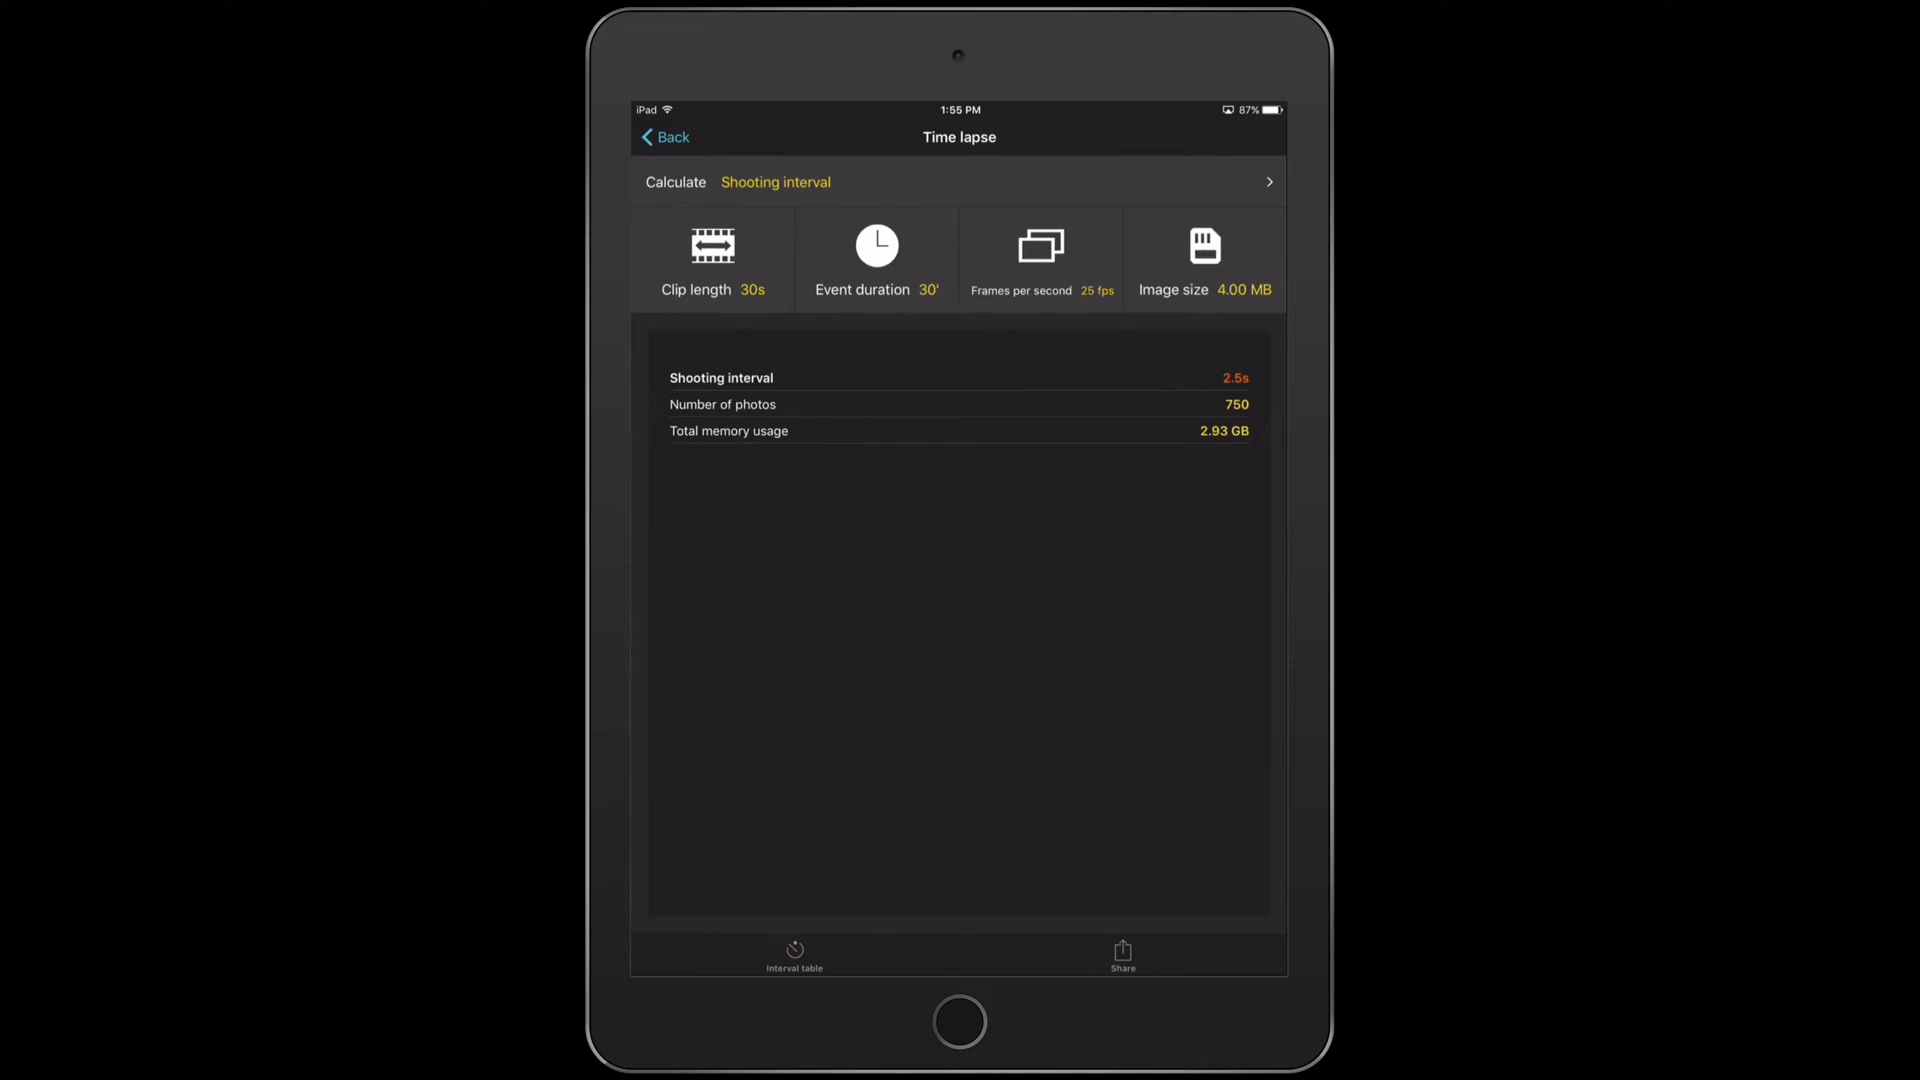 iPad 1:55 PM 87%
Back Time lapse
Calculate Shooting interval
Clip length 30s Event duration 30' Frames per second 25 fps Image size 4.00 MB
Shooting interval 2.5s
Number of photos 750
Total memory usage 2.93 GB
Interval table Share